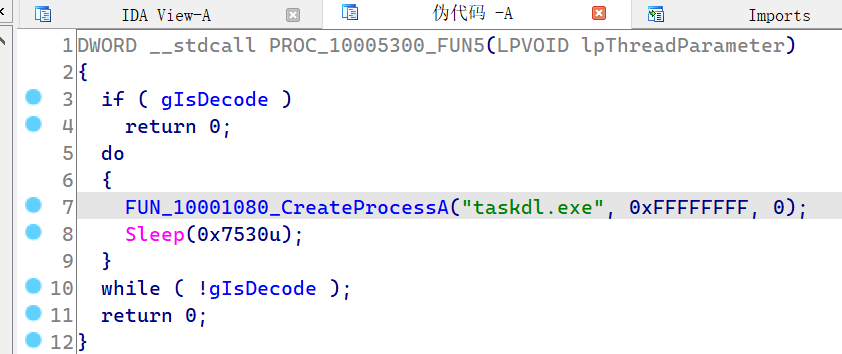 IDA View-A
伪代码 -A
Imports
1 DWORD __stdcall PROC_10005300_FUN5(LPVOID lpThreadParameter)
2 {
3   if ( gIsDecode )
4     return 0;
5   do
6   {
7     FUN_10001080_CreateProcessA("taskdl.exe", 0xFFFFFFFF, 0);
8     Sleep(0x7530u);
9   }
10   while ( !gIsDecode );
11   return 0;
12 }